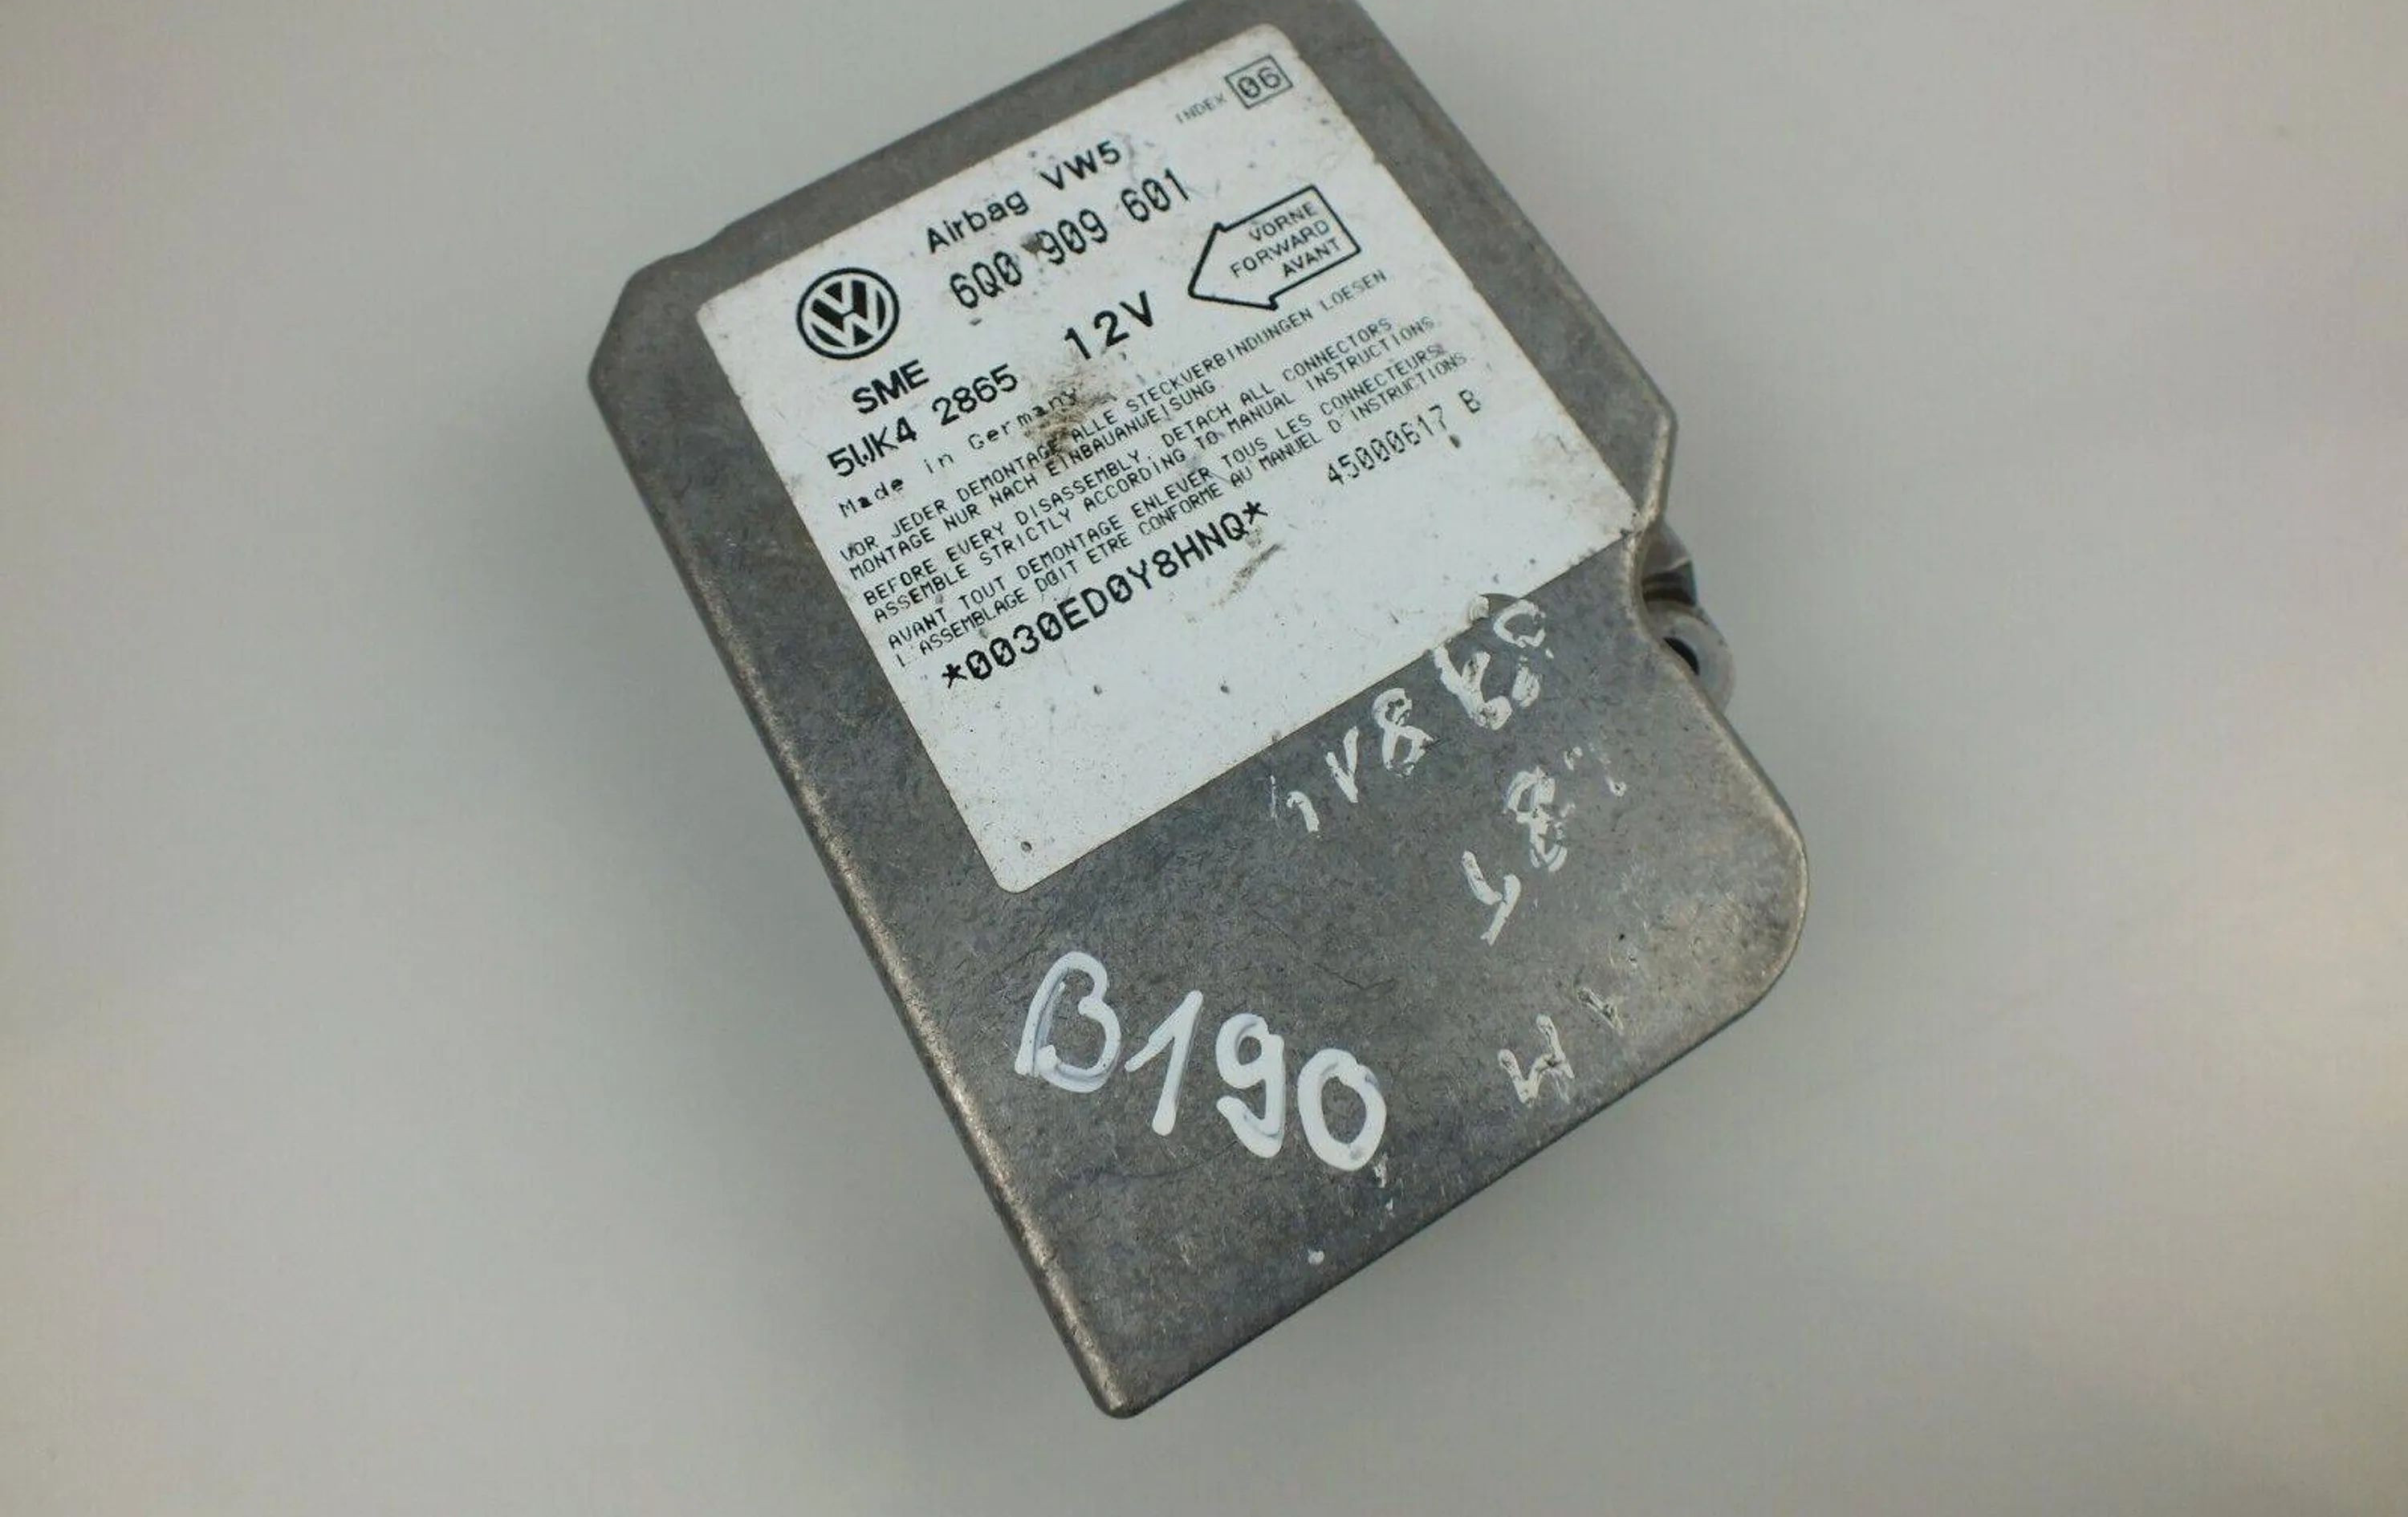 INDEX 06
Airbag VW5
6Q0 909 601
VORNE
FORWARD
AVANT
SME
5WK4 2865 12V
Made in Germany
VOR JEDER DEMONTAGE ALLE STECKVERBINDUNGEN LOESEN
MONTAGE NUR NACH EINBAUANWEISUNG
BEFORE EVERY DISASSEMBLY, DETACH ALL CONNECTORS
ASSEMBLE STRICTLY ACCORDING TO MANUAL INSTRUCTIONS
AVANT TOUT DEMONTAGE ENLEVER TOUS LES CONNECTEURS
L'ASSEMBLAGE DOIT ETRE CONFORME AU MANUEL D'INSTRUCTIONS
45000617 B
*0030ED0Y8HNQ*
B190